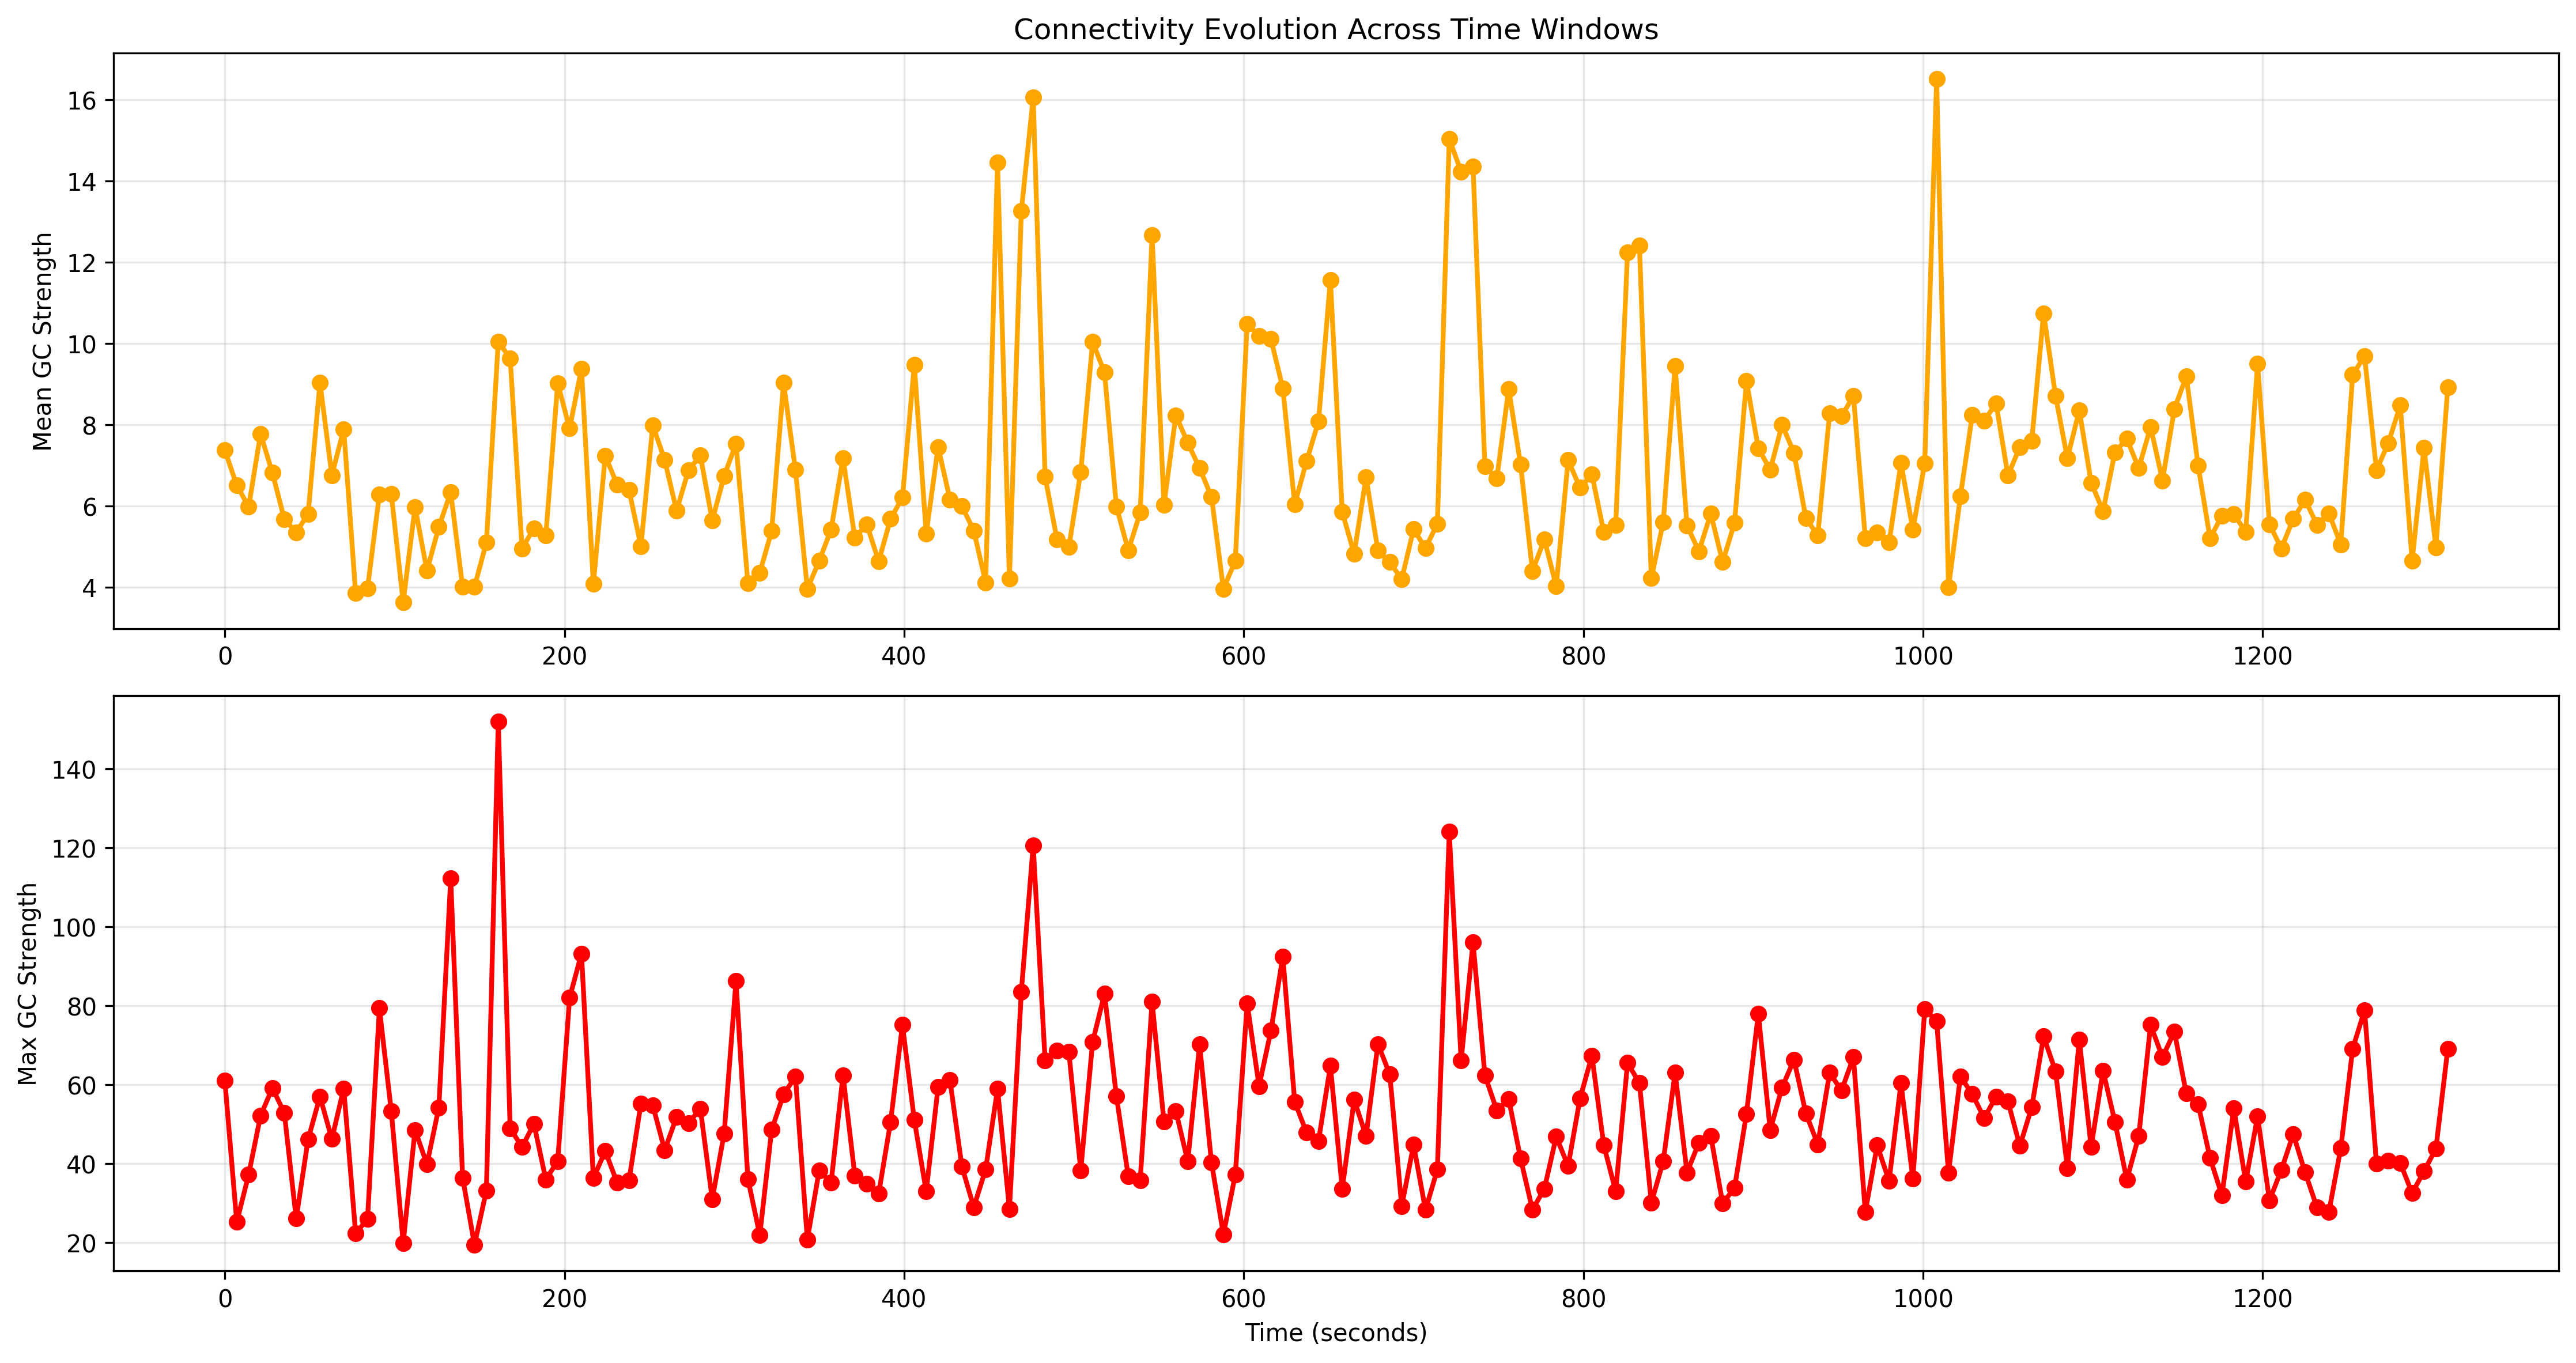 Connectivity Evolution Across Time Windows
Mean GC Strength
16
14
12
10
8
6
4
0 200 400 600 800 1000 1200
Max GC Strength
140
120
100
80
60
40
20
0 200 400 600 800 1000 1200
Time (seconds)